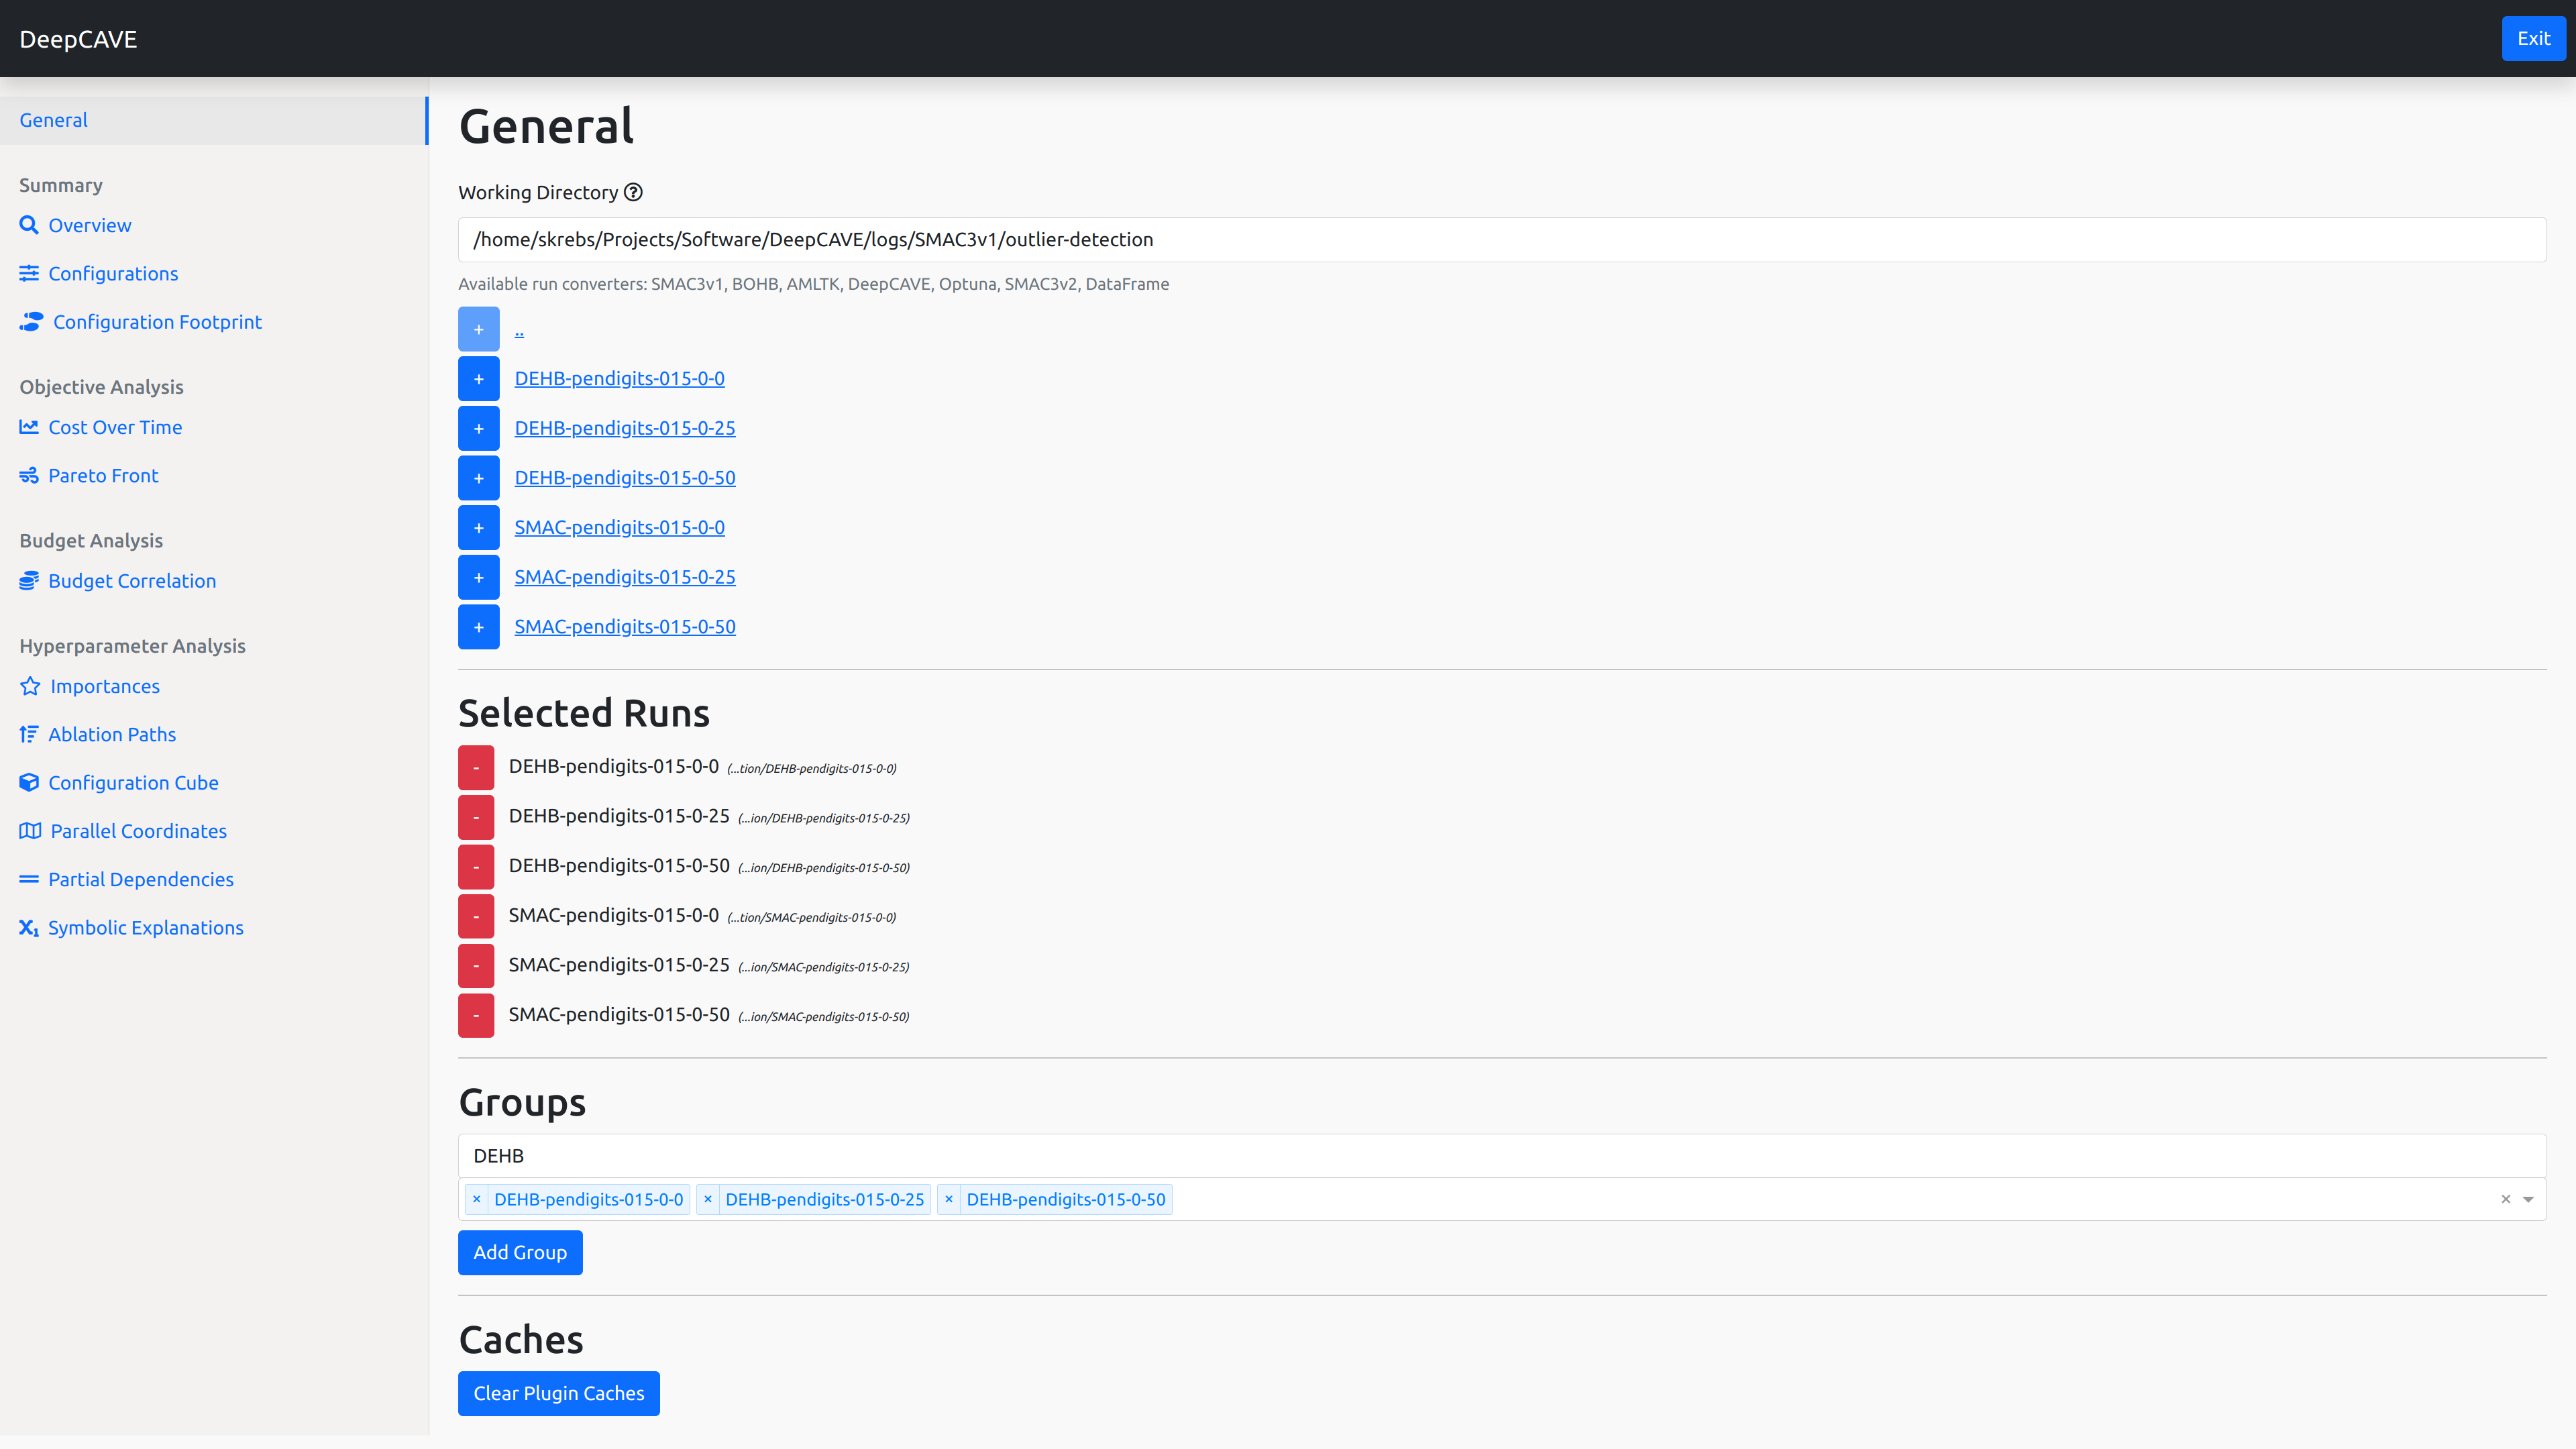 DeepCAVE
Exit
General
Summary
Overview
Configurations
Configuration Footprint
Objective Analysis
Cost Over Time
Pareto Front
Budget Analysis
Budget Correlation
Hyperparameter Analysis
Importances
Ablation Paths
Configuration Cube
Parallel Coordinates
Partial Dependencies
Symbolic Explanations
General
Working Directory
/home/skrebs/Projects/Software/DeepCAVE/logs/SMAC3v1/outlier-detection
Available run converters: SMAC3v1, BOHB, AMLTK, DeepCAVE, Optuna, SMAC3v2, DataFrame
+ ..
+ DEHB-pendigits-015-0-0
+ DEHB-pendigits-015-0-25
+ DEHB-pendigits-015-0-50
+ SMAC-pendigits-015-0-0
+ SMAC-pendigits-015-0-25
+ SMAC-pendigits-015-0-50
Selected Runs
- DEHB-pendigits-015-0-0 (...tion/DEHB-pendigits-015-0-0)
- DEHB-pendigits-015-0-25 (...ion/DEHB-pendigits-015-0-25)
- DEHB-pendigits-015-0-50 (...ion/DEHB-pendigits-015-0-50)
- SMAC-pendigits-015-0-0 (...tion/SMAC-pendigits-015-0-0)
- SMAC-pendigits-015-0-25 (...ion/SMAC-pendigits-015-0-25)
- SMAC-pendigits-015-0-50 (...ion/SMAC-pendigits-015-0-50)
Groups
DEHB
× DEHB-pendigits-015-0-0 × DEHB-pendigits-015-0-25 × DEHB-pendigits-015-0-50 ×
Add Group
Caches
Clear Plugin Caches